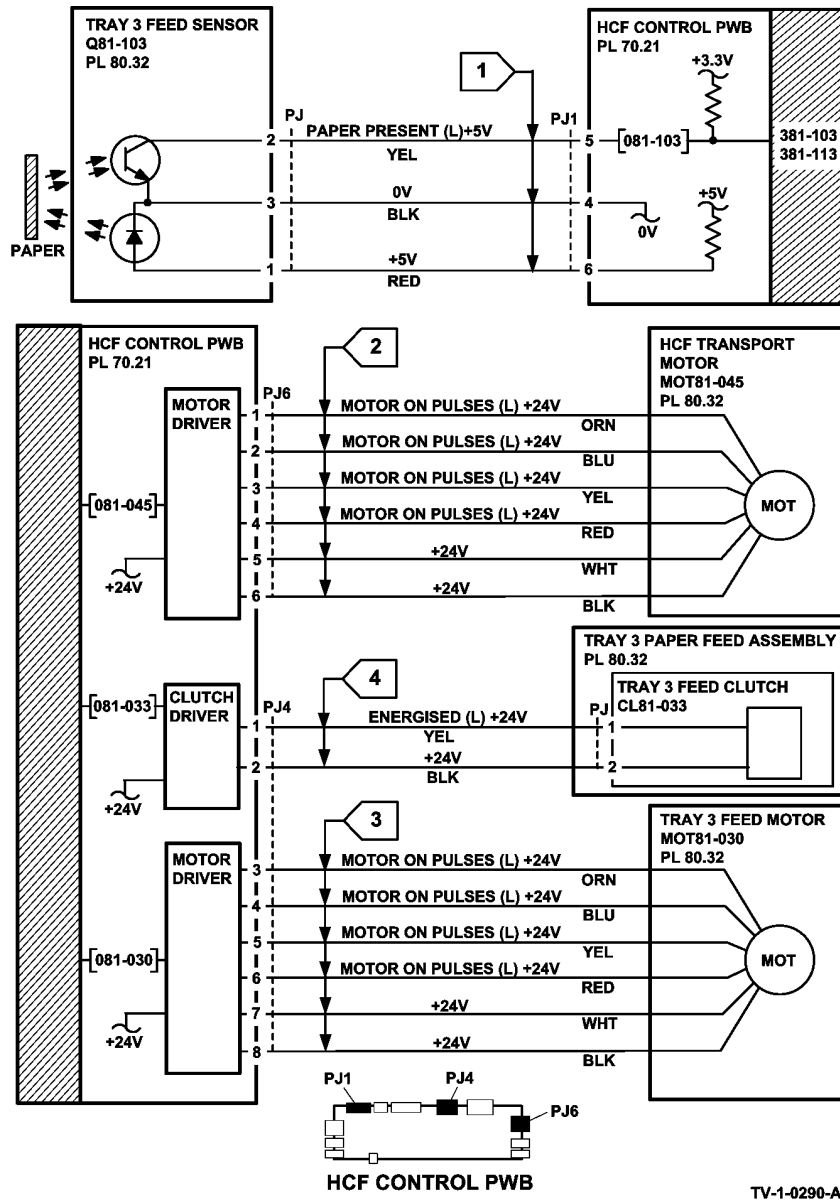 TRAY 3 FEED SENSOR
Q81-103
PL 80.32
HCF CONTROL PWB
PL 70.21
+3.3V
1
PJ
PJ1
2
PAPER PRESENT (L)+5V
YEL
5
[081-103]
381-103
381-113
3
0V
BLK
4
0V
+5V
PAPER
1
+5V
RED
6
HCF CONTROL PWB
PL 70.21
2
HCF TRANSPORT
MOTOR
MOT81-045
PL 80.32
MOTOR
DRIVER
PJ6
1
MOTOR ON PULSES (L) +24V
ORN
2
MOTOR ON PULSES (L) +24V
BLU
3
MOTOR ON PULSES (L) +24V
YEL
[081-045]
MOT
4
MOTOR ON PULSES (L) +24V
RED
5
+24V
WHT
+24V
6
+24V
BLK
TRAY 3 PAPER FEED ASSEMBLY
PL 80.32
4
TRAY 3 FEED CLUTCH
CL81-033
[081-033]
CLUTCH
DRIVER
PJ4
PJ
1
ENERGISED (L) +24V
YEL
1
2
+24V
BLK
2
+24V
3
TRAY 3 FEED MOTOR
MOT81-030
PL 80.32
MOTOR
DRIVER
3
MOTOR ON PULSES (L) +24V
ORN
4
MOTOR ON PULSES (L) +24V
BLU
5
MOTOR ON PULSES (L) +24V
YEL
[081-030]
MOT
6
MOTOR ON PULSES (L) +24V
RED
7
+24V
WHT
+24V
8
+24V
BLK
PJ1
PJ4
PJ6
HCF CONTROL PWB
TV-1-0290-A